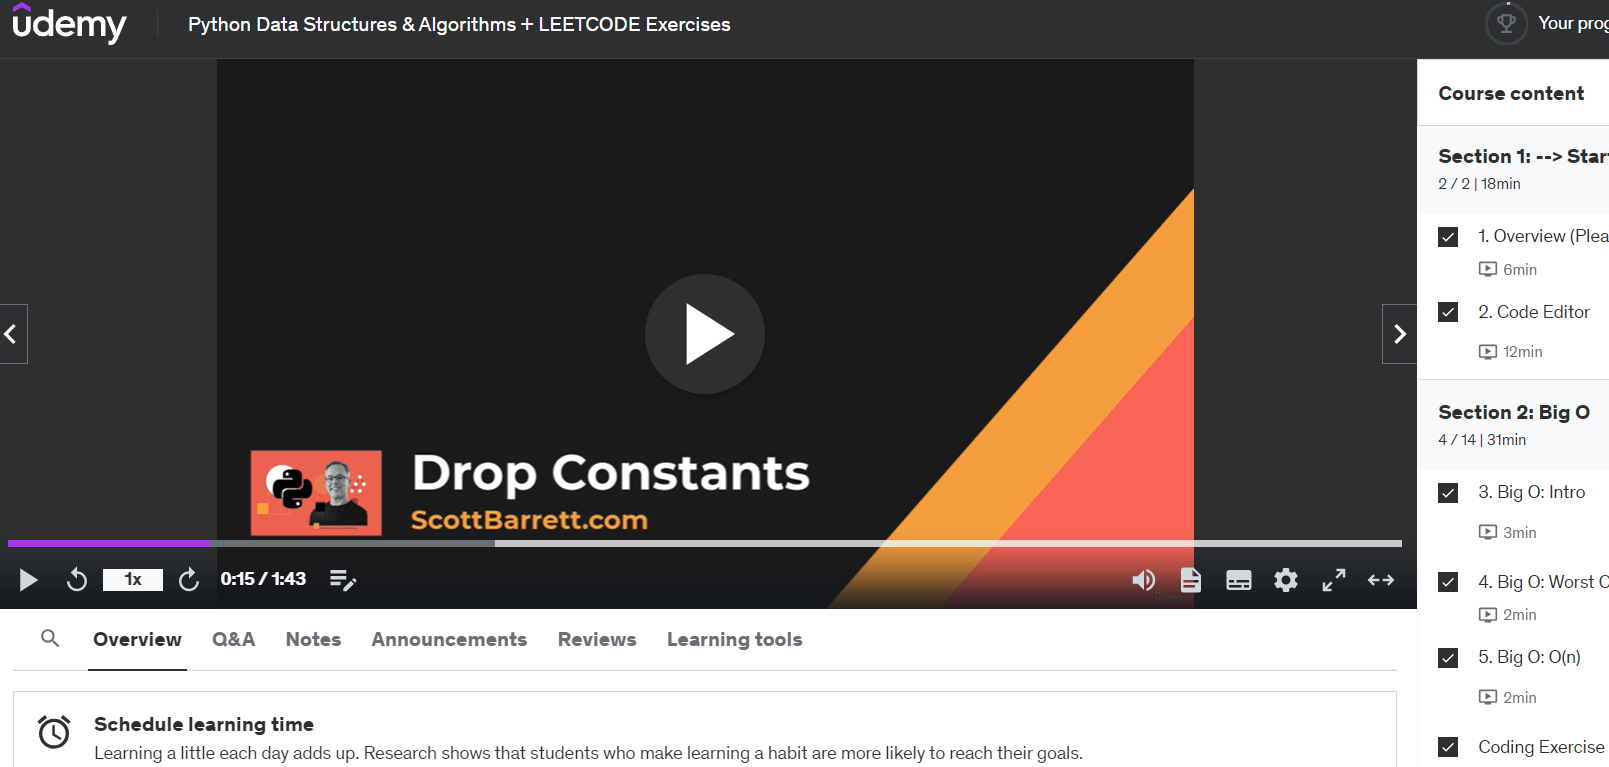 udemy
Python Data Structures & Algorithms + LEETCODE Exercises
Your prog
Drop Constants
ScottBarrett.com
1x
0:15 / 1:43
udemy
Overview
Q&A
Notes
Announcements
Reviews
Learning tools
Schedule learning time
Learning a little each day adds up. Research shows that students who make learning a habit are more likely to reach their goals.
Course content
Section 1: --> Star
2 / 2 | 18min
1. Overview (Plea
6min
2. Code Editor
12min
Section 2: Big O
4 / 14 | 31min
3. Big O: Intro
3min
4. Big O: Worst C
2min
5. Big O: O(n)
2min
Coding Exercise